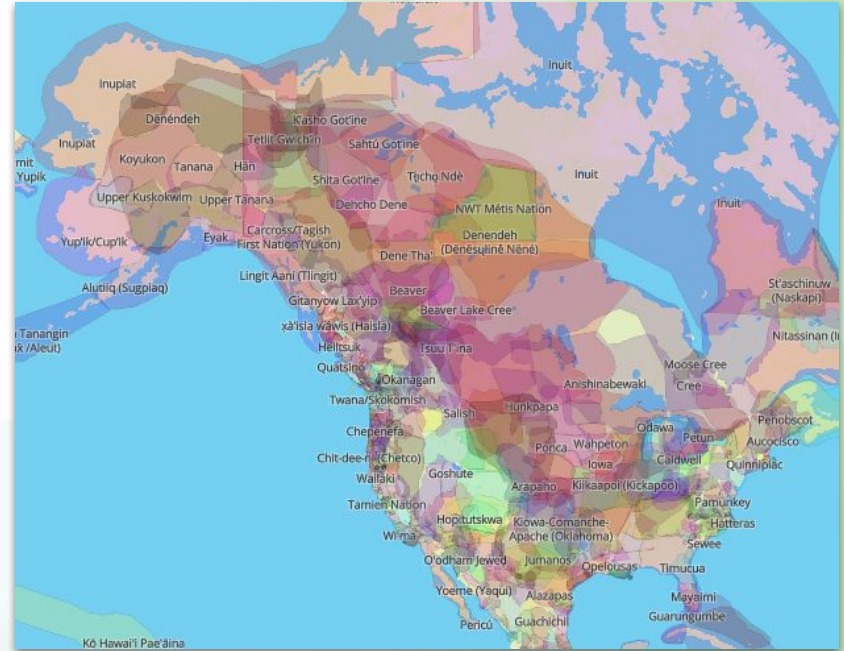 Inuit
Inupiat
Dënéndeh
K'asho Got'ine
Tetlit Gwich'in
Inupiat
Koyukon
Tanana
Hän
Sahtú Got'ine
Shita Got'ine
Tłı̨chǫ Ndè
Inuit
Yupik
Upper Kuskokwim
Upper Tanana
Dehcho Dene
NWT Métis Nation
Inuit
Yup'ik/Cup'ik
Eyak
Carcross/Tagish
First Nation (Yukon)
Denendeh
(Dënësųłinë́ Nëné)
Dene Tha'
Lingít Aaní (Tlingit)
Alutiiq (Sugpiaq)
Beaver
St'aschinuw
(Naskapi)
Gitanyow Lax'yip
Beaver Lake Cree
Tanangin
/Aleut)
x̄à'isla wáwis (Haisla)
Heiltsuk
Tsuu T'ina
Nitassinan
Quatsino
Okanagan
Anishinabewaki
Moose Cree
Cree
Twana/Skokomish
Salish
Hunkpapa
Penobscot
Chepenefa
Odawa
Petun
Aucocisco
Ponca
Wahpeton
Chit-dee-ni (Chetco)
Goshute
Iowa
Caldwell
Quinnipiac
Wailaki
Arapaho
Kiikaapoi (Kickapoo)
Tamien Nation
Pamunkey
Hopitutskwa
Kiowa-Comanche-
Apache (Oklahoma)
Hatteras
Wi'ma
Sewee
O'odham Jewed
Jumanos
Opelousas
Timucua
Yoeme (Yaqui)
Alazapas
Mayaimi
Pericú
Guachichil
Guarungumbe
Kō Hawai'i Pae'āina